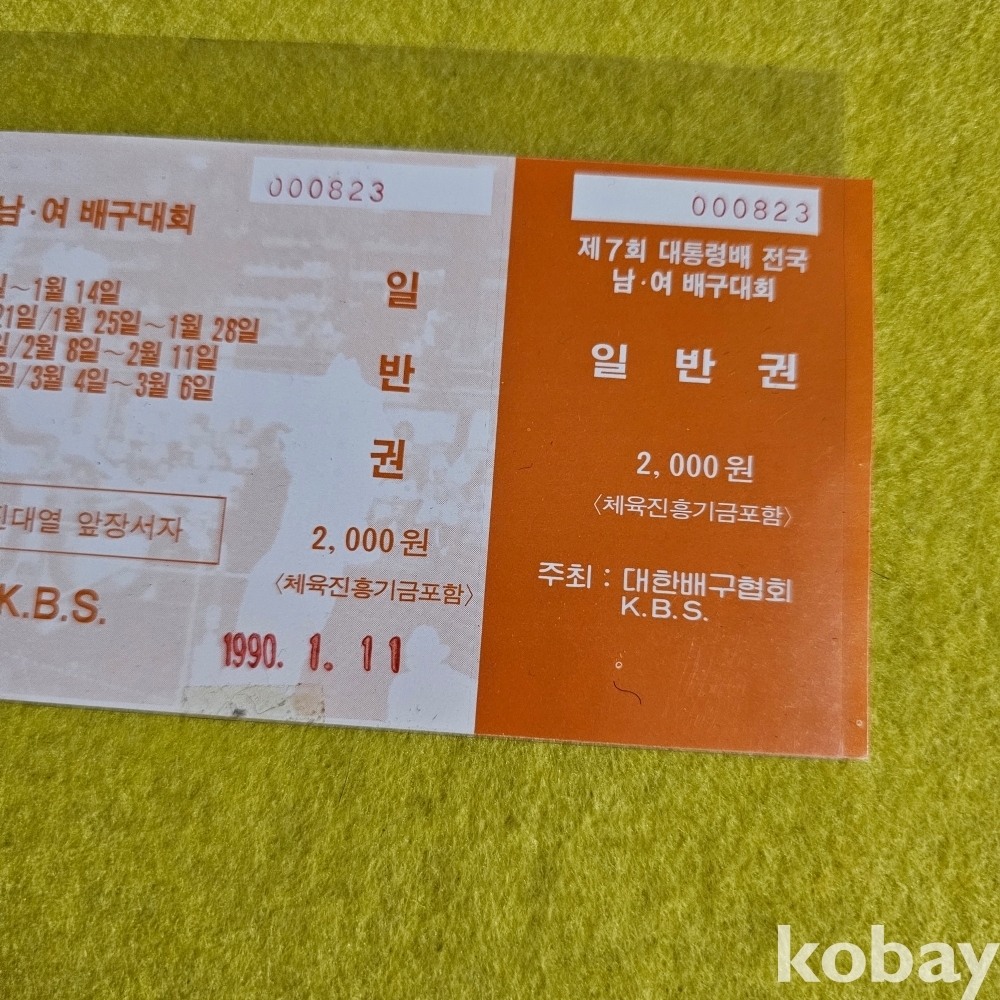 000823
남·여 배구대회
~1월 14일
21일/1월 25일~1월 28일
일/2월 8일~2월 11일
일/3월 4일~3월 6일
일
반
권
대열 앞장서자
2,000원
〈체육진흥기금포함〉
K.B.S.
1990. 1. 11
000823
제7회 대통령배 전국
남·여 배구대회
일 반 권
2,000원
〈체육진흥기금포함〉
주최 : 대한배구협회
K.B.S.
kobay